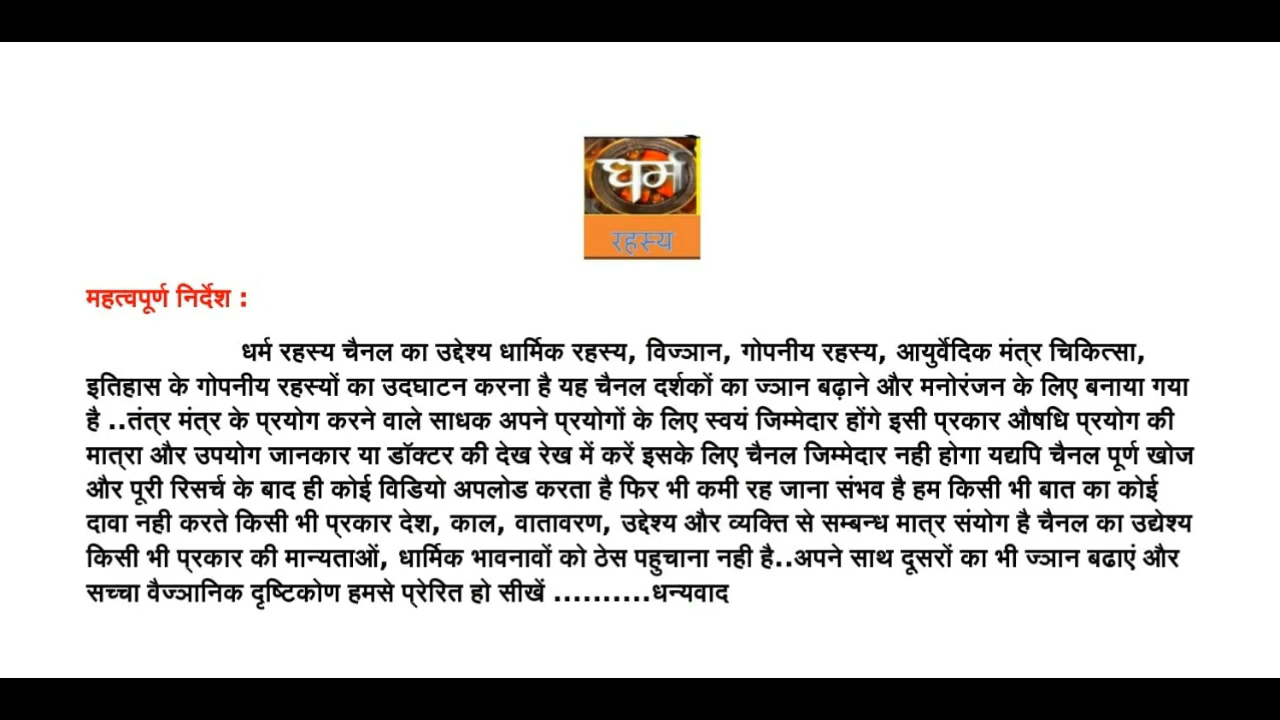 धर्म
रहस्य
महत्वपूर्ण निर्देश :
धर्म रहस्य चैनल का उद्देश्य धार्मिक रहस्य, विज्ञान, गोपनीय रहस्य, आयुर्वेदिक मंत्र चिकित्सा,
इतिहास के गोपनीय रहस्यों का उदघाटन करना है यह चैनल दर्शकों का ज्ञान बढ़ाने और मनोरंजन के लिए बनाया गया
है ..तंत्र मंत्र के प्रयोग करने वाले साधक अपने प्रयोगों के लिए स्वयं जिम्मेदार होंगे इसी प्रकार औषधि प्रयोग की
मात्रा और उपयोग जानकार या डॉक्टर की देख रेख में करें इसके लिए चैनल जिम्मेदार नही होगा यद्यपि चैनल पूर्ण खोज
और पूरी रिसर्च के बाद ही कोई विडियो अपलोड करता है फिर भी कमी रह जाना संभव है हम किसी भी बात का कोई
दावा नही करते किसी भी प्रकार देश, काल, वातावरण, उद्देश्य और व्यक्ति से सम्बन्ध मात्र संयोग है चैनल का उद्येश्य
किसी भी प्रकार की मान्यताओं, धार्मिक भावनावों को ठेस पहुचाना नही है..अपने साथ दूसरों का भी ज्ञान बढाएं और
सच्चा वैज्ञानिक दृष्टिकोण हमसे प्रेरित हो सीखें ..........धन्यवाद